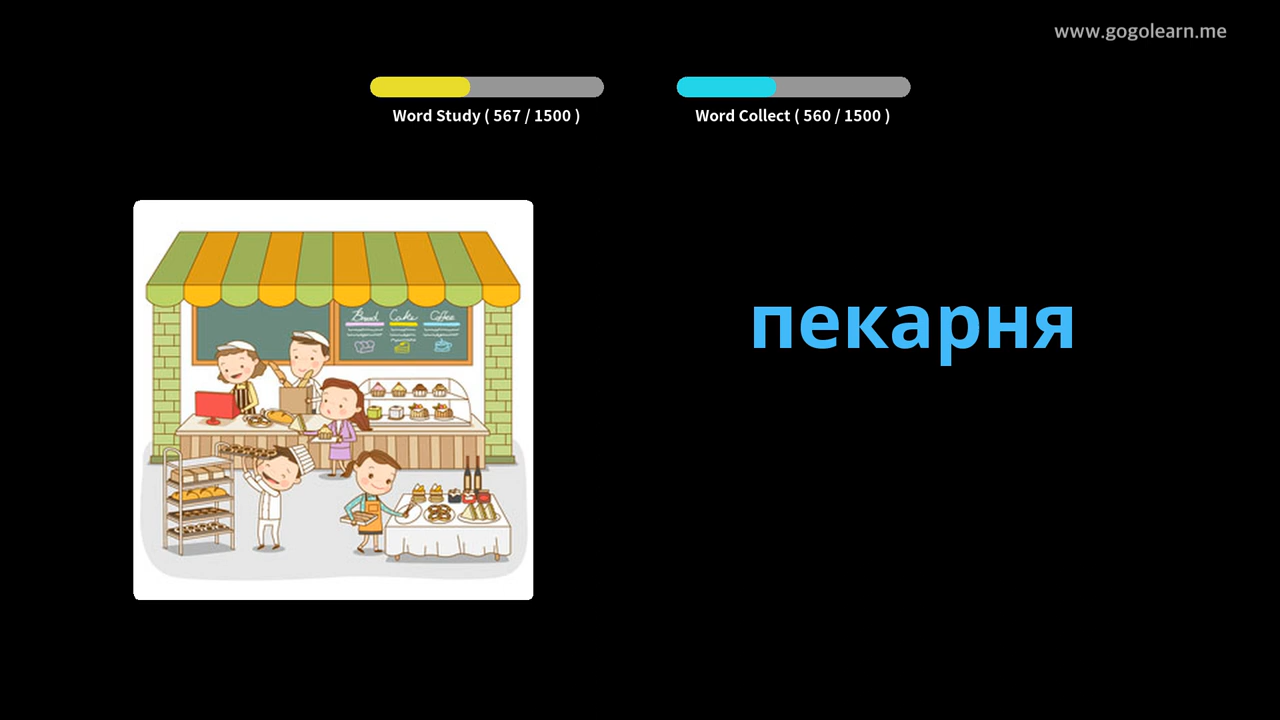 www.gogolearn.me
Word Study ( 567 / 1500 )
Word Collect ( 560 / 1500 )
Bread Cake Coffee
пекарня